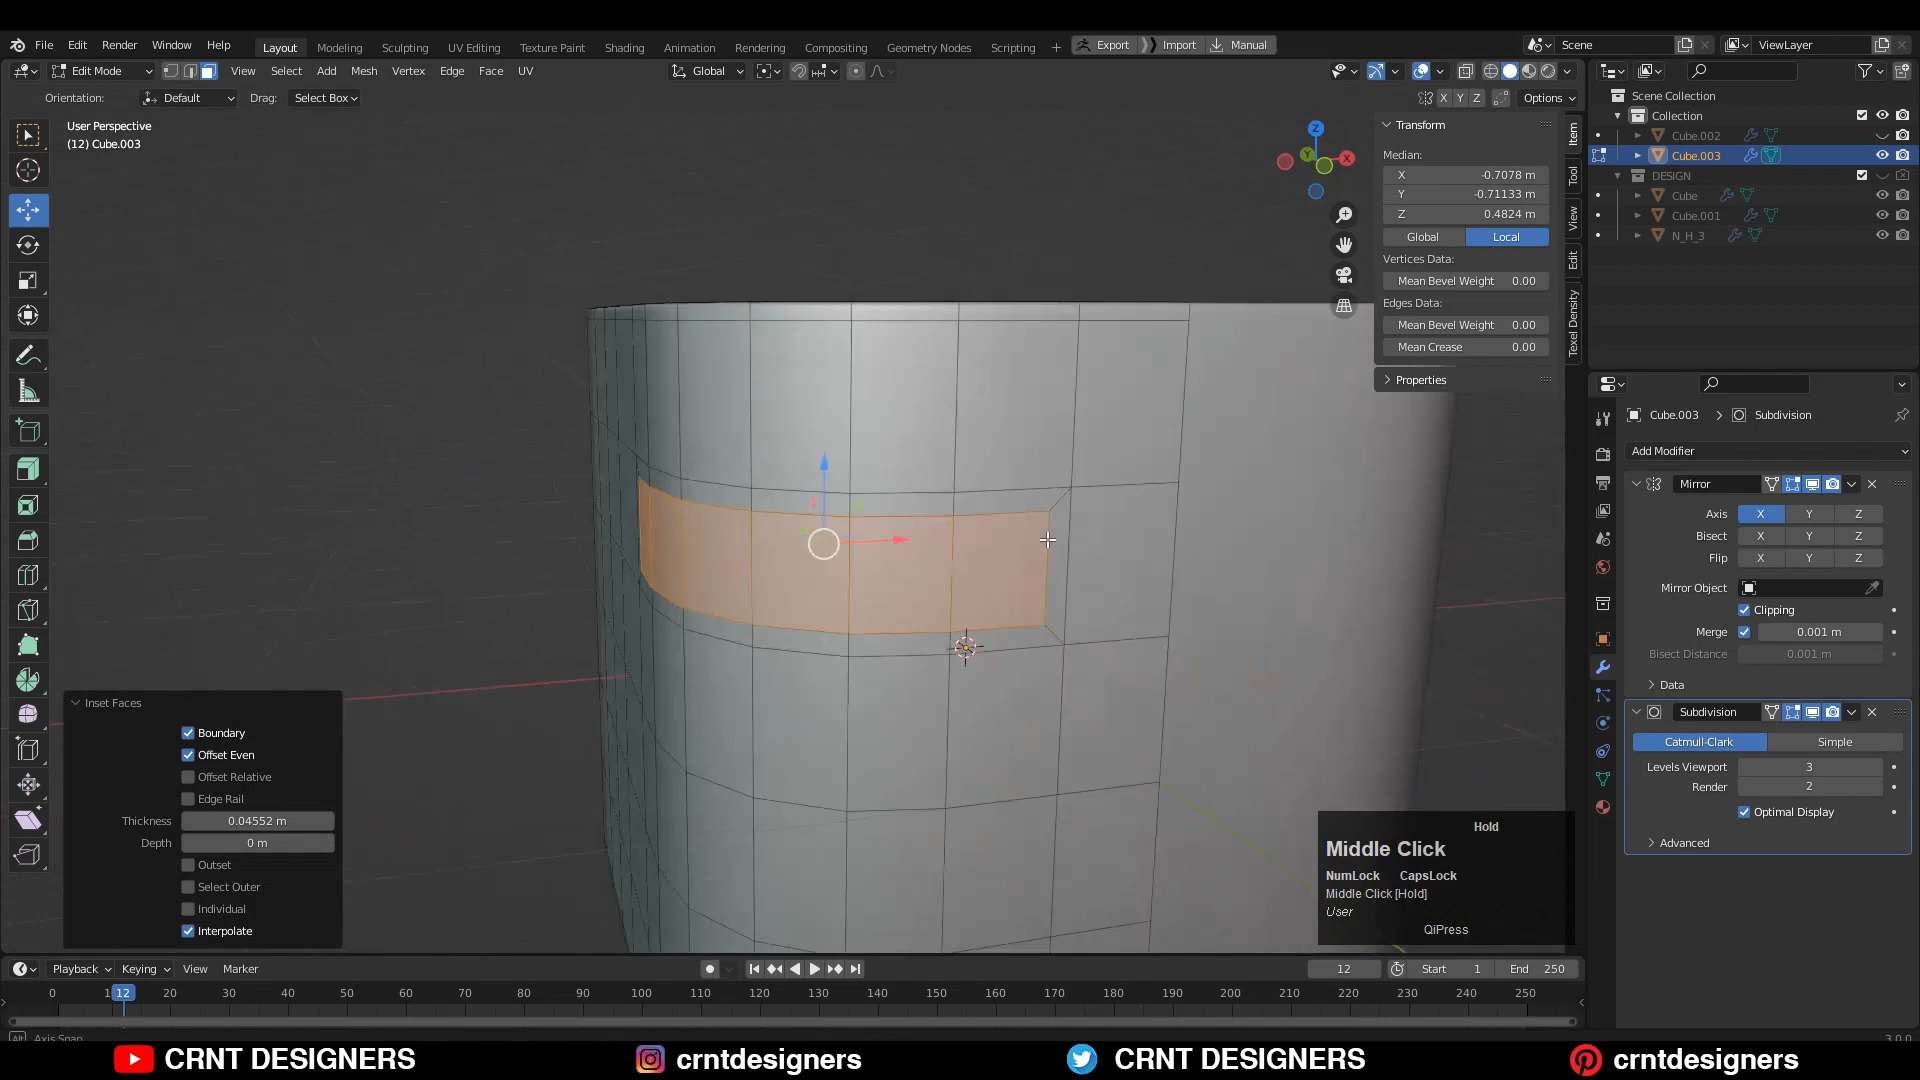 File Edit Render Window Help Layout Modeling Sculpting UV Editing Texture Paint Shading Animation Rendering Compositing Geometry Nodes Scripting + Export Import Manual Scene ViewLayer
Edit Mode View Select Add Mesh Vertex Edge Face UV Global
Orientation: Default Drag: Select Box X Y Z Options
User Perspective
(12) Cube.003
Transform
Median:
X -0.7078 m
Y -0.71133 m
Z 0.4824 m
Global Local
Vertices Data:
Mean Bevel Weight 0.00
Edges Data:
Mean Bevel Weight 0.00
Mean Crease 0.00
Properties
Item
Tool
View
Edit
Texel Density
Z
Y
X
Scene Collection
Collection
Cube.002
Cube.003
DESIGN
Cube
Cube.001
N_H_3
Cube.003 > Subdivision
Add Modifier
Mirror
Axis X Y Z
Bisect X Y Z
Flip X Y Z
Mirror Object
Clipping
Merge 0.001 m
Bisect Distance 0.001 m
Data
Subdivision
Catmull-Clark Simple
Levels Viewport 3
Render 2
Optimal Display
Advanced
Inset Faces
Boundary
Offset Even
Offset Relative
Edge Rail
Thickness 0.04552 m
Depth 0 m
Outset
Select Outer
Individual
Interpolate
Hold
Middle Click
NumLock CapsLock
Middle Click [Hold]
User
QiPress
Playback Keying View Marker 12 Start 1 End 250
0 1 12 20 30 40 50 60 70 80 90 100 110 120 130 140 150 160 170 180 190 200 210 220 230 240 250
Alt Axis Snap 3.0.0
CRNT DESIGNERS crntdesigners CRNT DESIGNERS crntdesigners